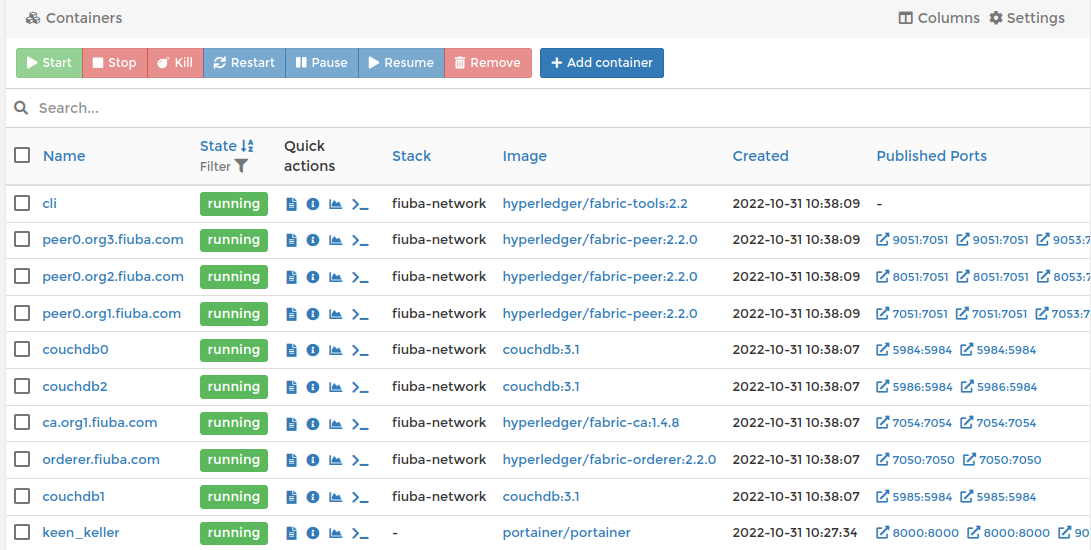 Containers Columns Settings
Start Stop Kill Restart Pause Resume Remove + Add container
Search...
Name State Filter Quick actions Stack Image Created Published Ports
cli running >_ fiuba-network hyperledger/fabric-tools:2.2 2022-10-31 10:38:09 -
peer0.org3.fiuba.com running >_ fiuba-network hyperledger/fabric-peer:2.2.0 2022-10-31 10:38:09 9051:7051 9051:7051 9053:7
peer0.org2.fiuba.com running >_ fiuba-network hyperledger/fabric-peer:2.2.0 2022-10-31 10:38:09 8051:7051 8051:7051 8053:7
peer0.org1.fiuba.com running >_ fiuba-network hyperledger/fabric-peer:2.2.0 2022-10-31 10:38:09 7051:7051 7051:7051 7053:7
couchdb0 running >_ fiuba-network couchdb:3.1 2022-10-31 10:38:07 5984:5984 5984:5984
couchdb2 running >_ fiuba-network couchdb:3.1 2022-10-31 10:38:07 5986:5984 5986:5984
ca.org1.fiuba.com running >_ fiuba-network hyperledger/fabric-ca:1.4.8 2022-10-31 10:38:07 7054:7054 7054:7054
orderer.fiuba.com running >_ fiuba-network hyperledger/fabric-orderer:2.2.0 2022-10-31 10:38:07 7050:7050 7050:7050
couchdb1 running >_ fiuba-network couchdb:3.1 2022-10-31 10:38:07 5985:5984 5985:5984
keen_keller running >_ - portainer/portainer 2022-10-31 10:27:34 8000:8000 8000:8000 90